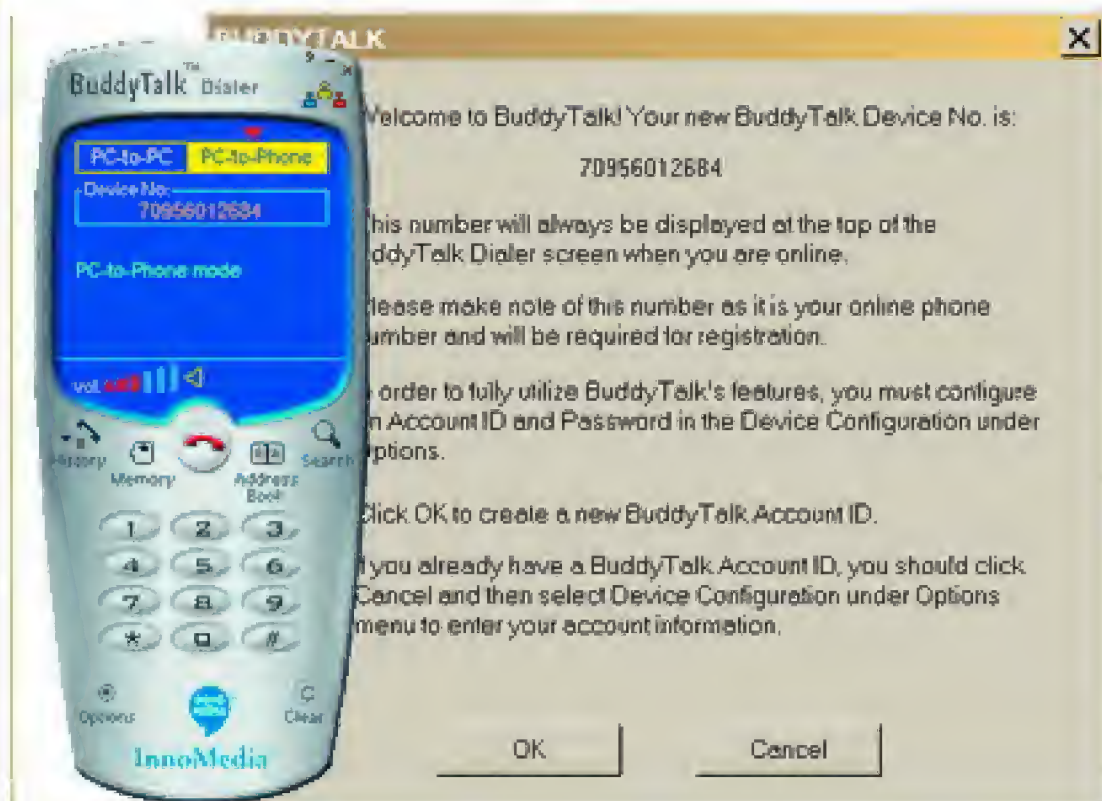 BUDDYTALK
BuddyTalk™ Dialer
PC-to-PC PC-to-Phone
Device No:
70956012684
PC-to-Phone mode
vol.
History
Memory
Address
Book
Search
1 2 3
4 5 6
7 8 9
* 0 #
Options
Clear
InnoMedia
Welcome to BuddyTalk! Your new BuddyTalk Device No. is:
70956012684
his number will always be displayed at the top of the
ddyTalk Dialer screen when you are online.
lease make note of this number as it is your online phone
umber and will be required for registration.
order to fully utilize BuddyTalk's features, you must configure
n Account ID and Password in the Device Configuration under
ptions.
Click OK to create a new BuddyTalk Account ID.
f you already have a BuddyTalk Account ID, you should click
Cancel and then select Device Configuration under Options
menu to enter your account information.
OK Cancel